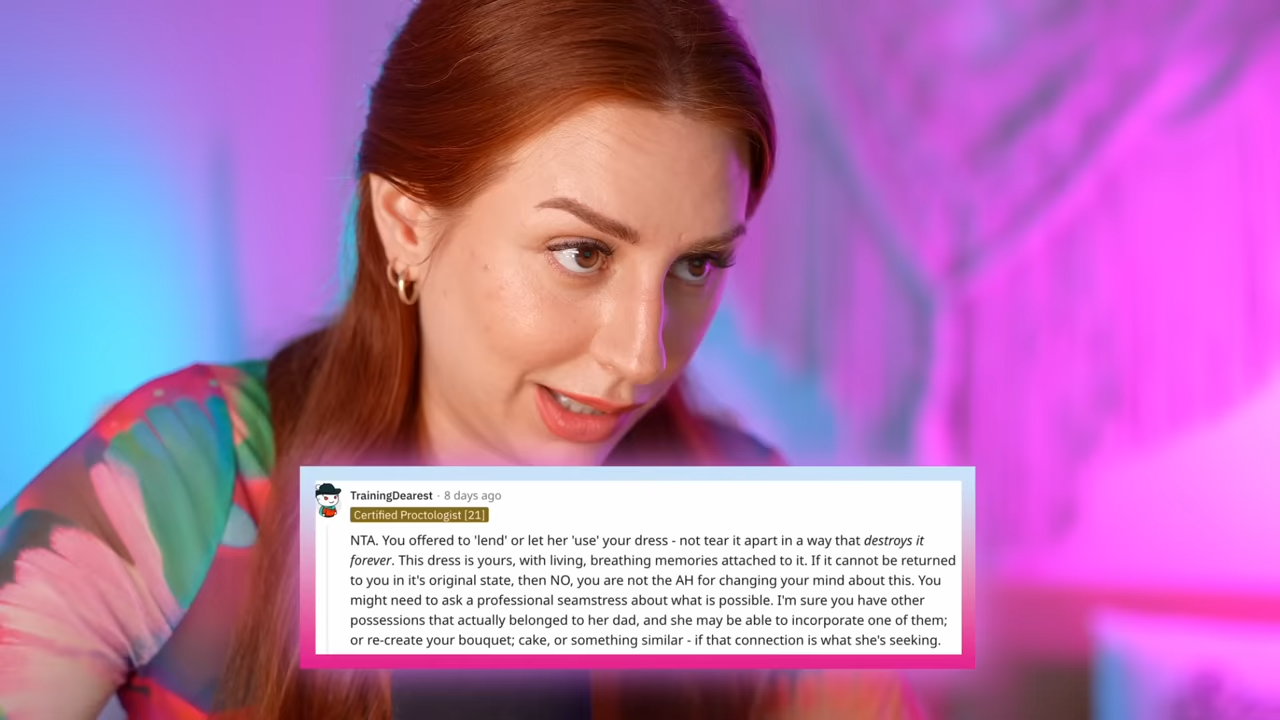 TrainingDearest · 8 days ago
Certified Proctologist [21]
NTA. You offered to 'lend' or let her 'use' your dress - not tear it apart in a way that destroys it
forever. This dress is yours, with living, breathing memories attached to it. If it cannot be returned
to you in it's original state, then NO, you are not the AH for changing your mind about this. You
might need to ask a professional seamstress about what is possible. I'm sure you have other
possessions that actually belonged to her dad, and she may be able to incorporate one of them;
or re-create your bouquet; cake, or something similar - if that connection is what she's seeking.